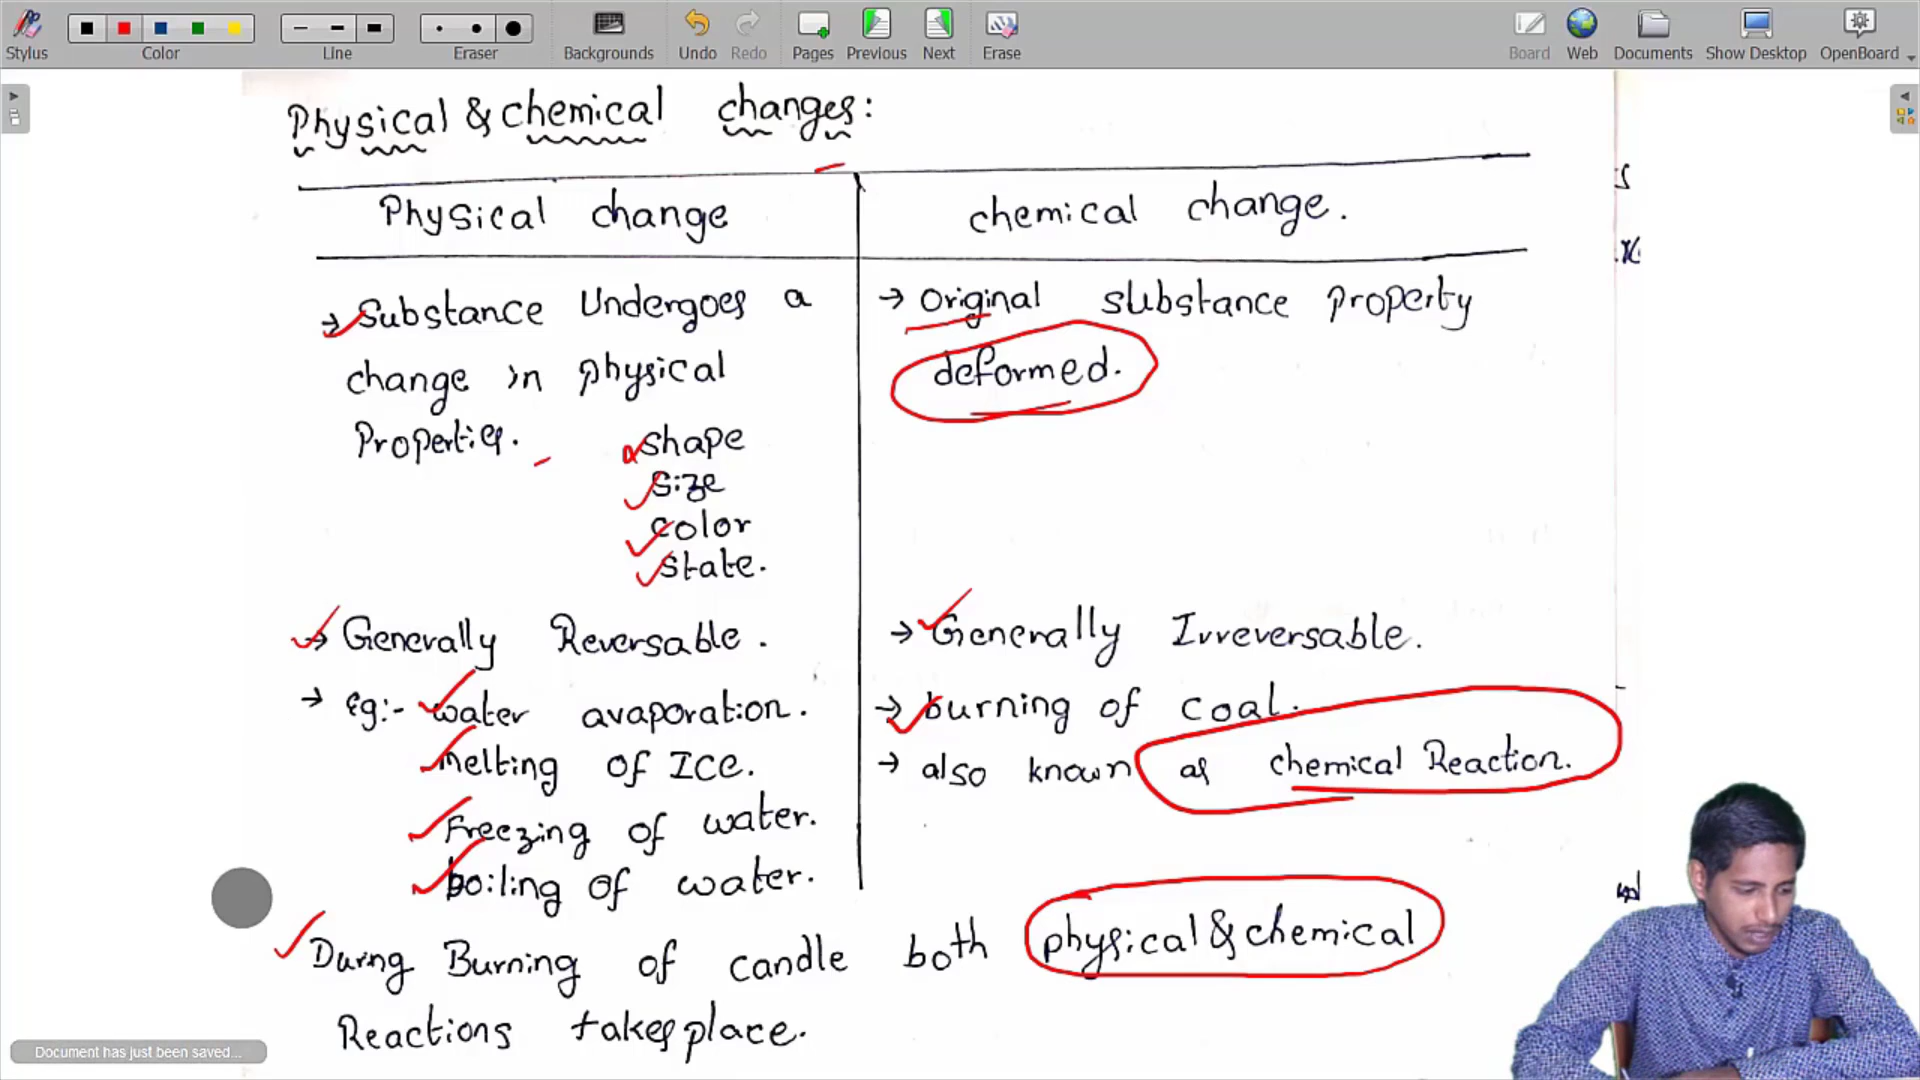 Stylus
Color
Line
Eraser
Backgrounds
Undo
Redo
Pages
Previous
Next
Erase
Board
Web
Documents
Show Desktop
OpenBoard
Physical & chemical changes:
Physical change
chemical change.
→ Substance Undergoes a
change in physical
Properties.
shape
size
color
state.
→ Original substance property
deformed.
→ Generally Reversable.
→ Generally Irreversable.
→ Eg:- water avaporation.
melting of ICe.
Freezing of water.
boiling of water.
→ burning of coal.
→ also known as chemical Reaction.
During Burning of candle both physical & chemical
Reactions takes place.
Document has just been saved...